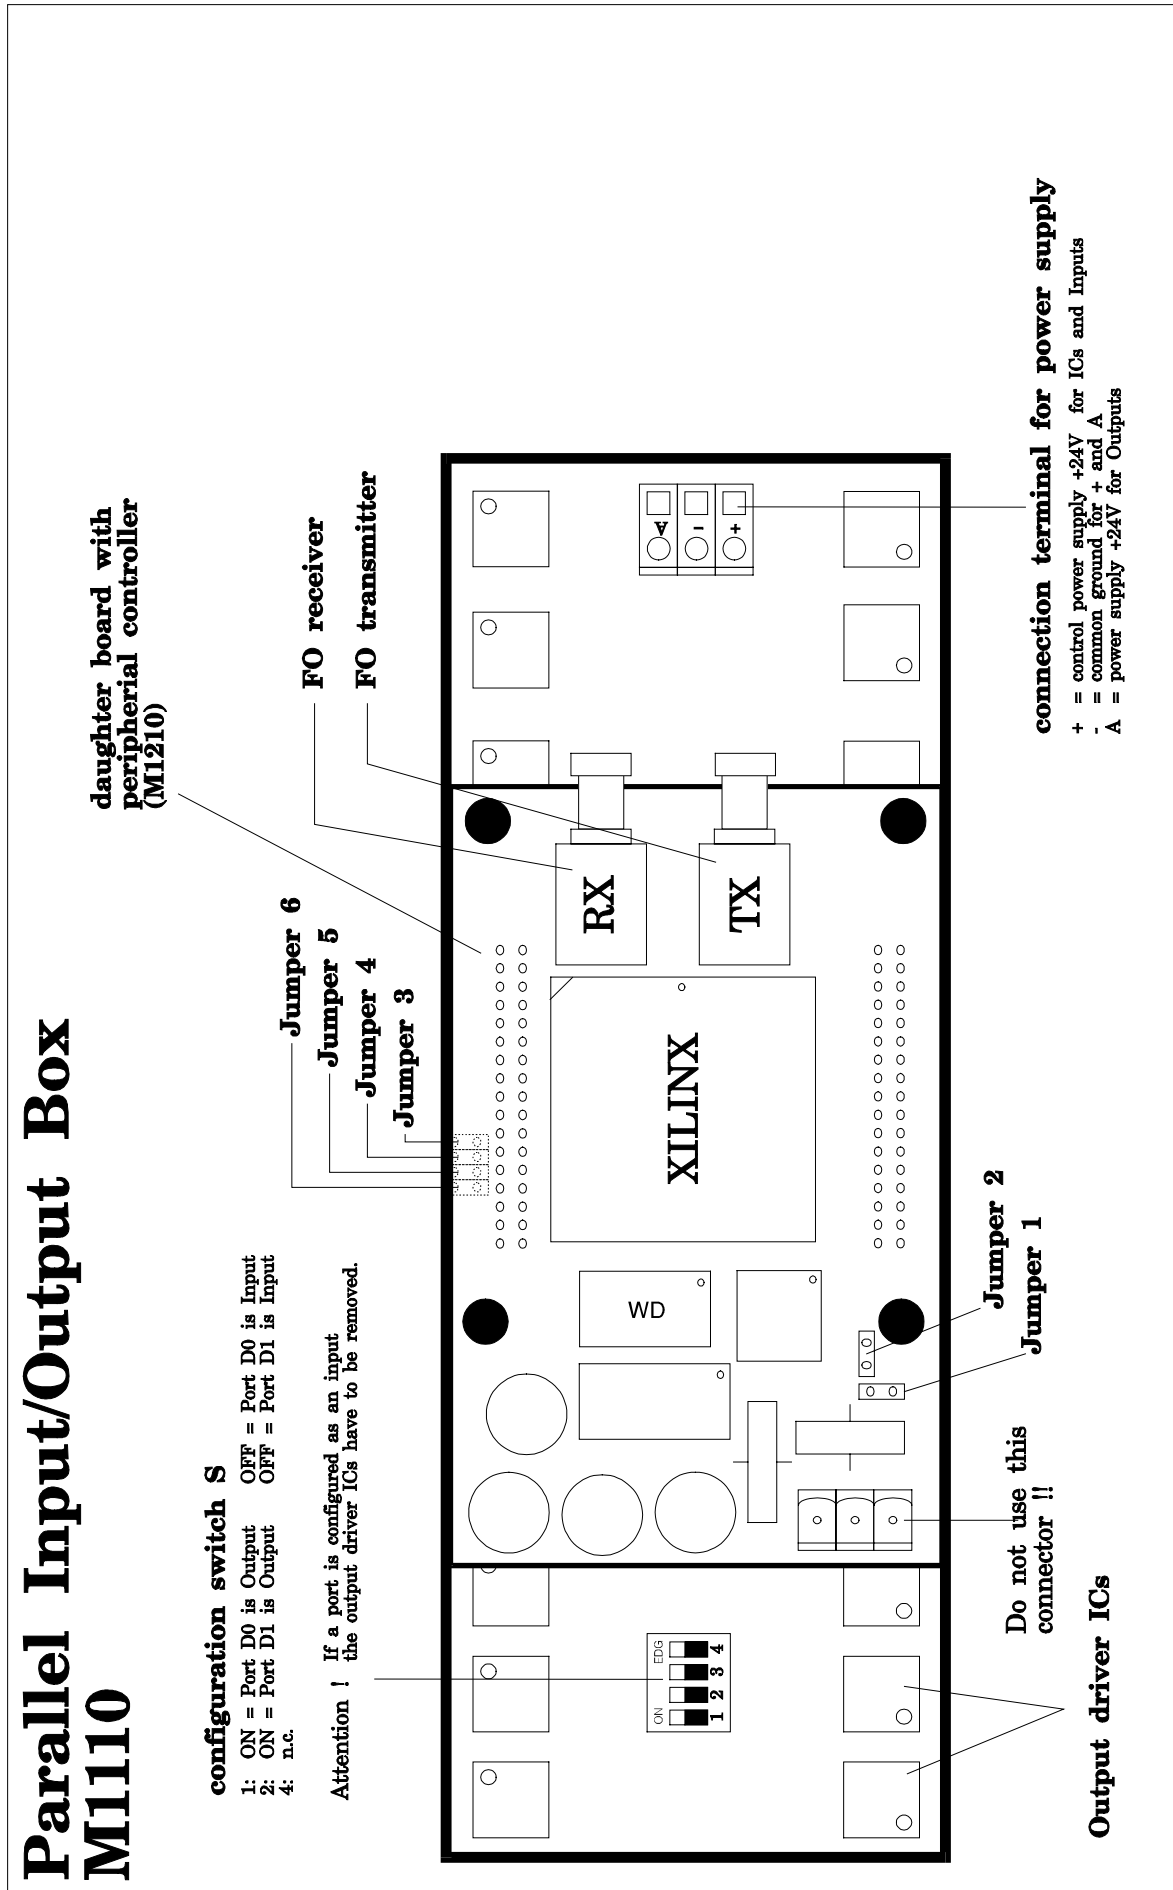 Parallel Input/Output Box
M1110
configuration switch S
1: ON = Port D0 is Output OFF = Port D0 is Input
2: ON = Port D1 is Output OFF = Port D1 is Input
4: n.c.
Attention ! If a port is configured as an input
the output driver ICs have to be removed.
daughter board with
peripherial controller
(M1210)
Jumper 6
Jumper 5
Jumper 4
Jumper 3
FO receiver
FO transmitter
ON EDG
1 2 3 4
WD
XILINX
RX
TX
A
-
+
Jumper 2
Jumper 1
Do not use this
connector !!
Output driver ICs
connection terminal for power supply
+ = control power supply +24V for ICs and Inputs
- = common ground for + and A
A = power supply +24V for Outputs